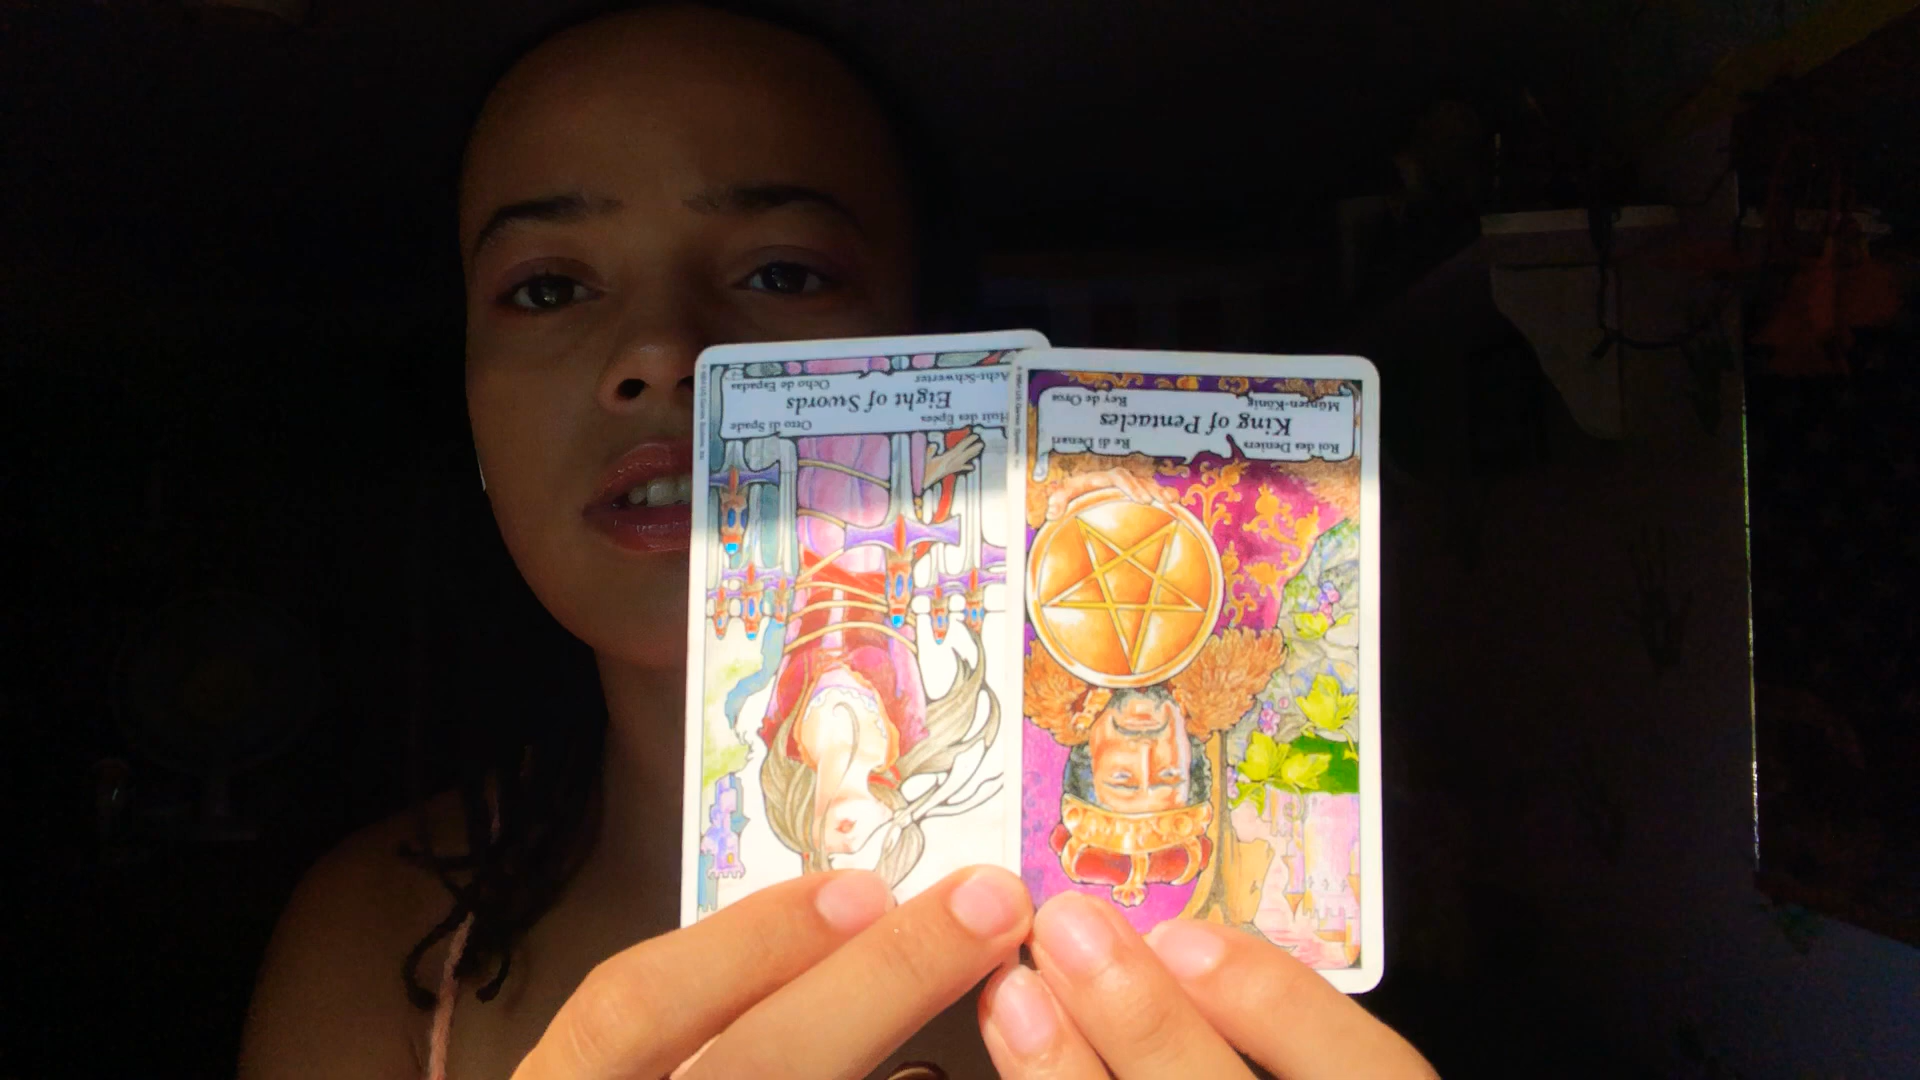 Huit des Epées Otto di Spade
Eight of Swords
Acht-Schwerter Ocho de Espadas
Roi des Deniers Re di Denari
King of Pentacles
Münzen-König Rey de Oros